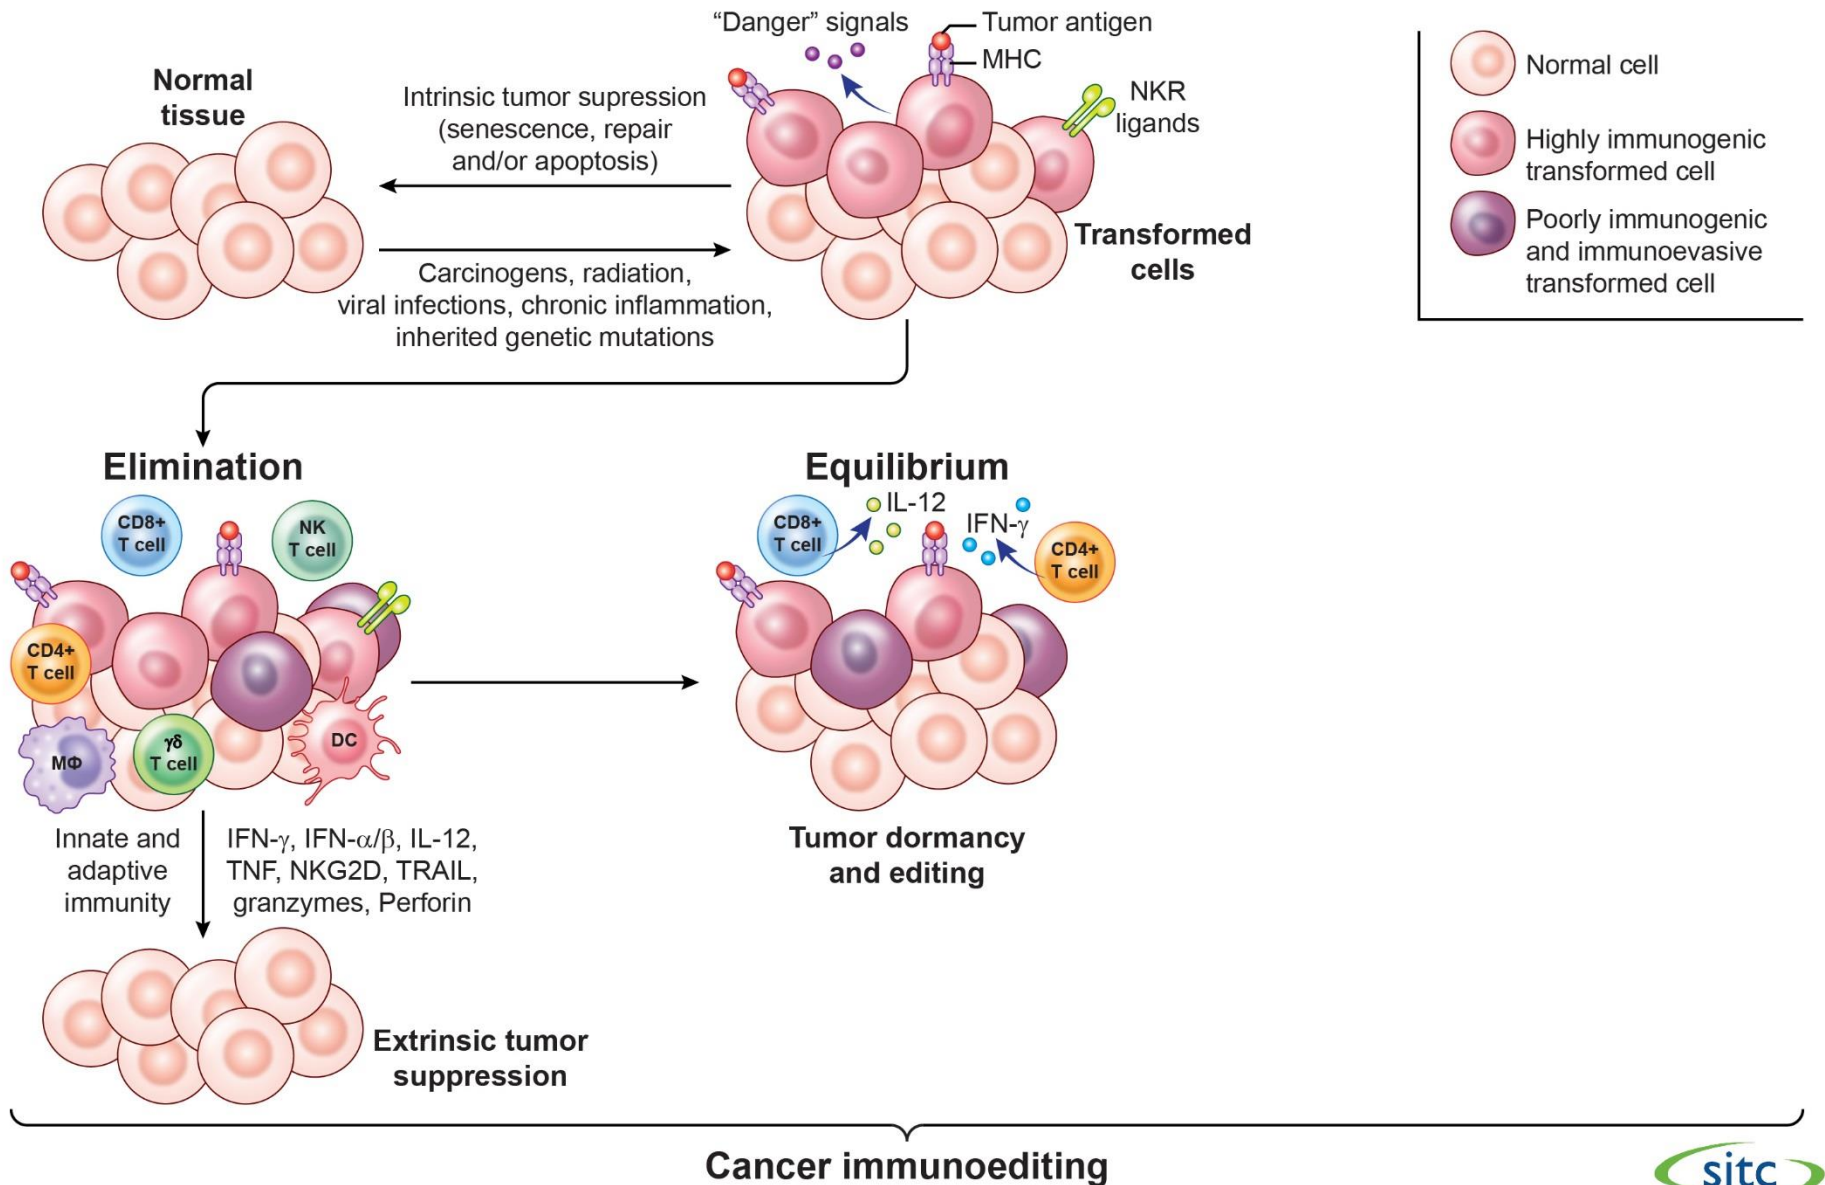 "Danger" signals
Tumor antigen
MHC
NKR
ligands
Normal
tissue
Intrinsic tumor supression
(senescence, repair
and/or apoptosis)
Carcinogens, radiation,
viral infections, chronic inflammation,
inherited genetic mutations
Transformed
cells
Normal cell
Highly immunogenic
transformed cell
Poorly immunogenic
and immunoevasive
transformed cell
Elimination
CD8+
T cell
NK
T cell
CD4+
T cell
MΦ
γδ
T cell
DC
Innate and
adaptive
immunity
IFN-γ, IFN-α/β, IL-12,
TNF, NKG2D, TRAIL,
granzymes, Perforin
Extrinsic tumor
suppression
Equilibrium
CD8+
T cell
IL-12
IFN-γ
CD4+
T cell
Tumor dormancy
and editing
Cancer immunoediting
sitc